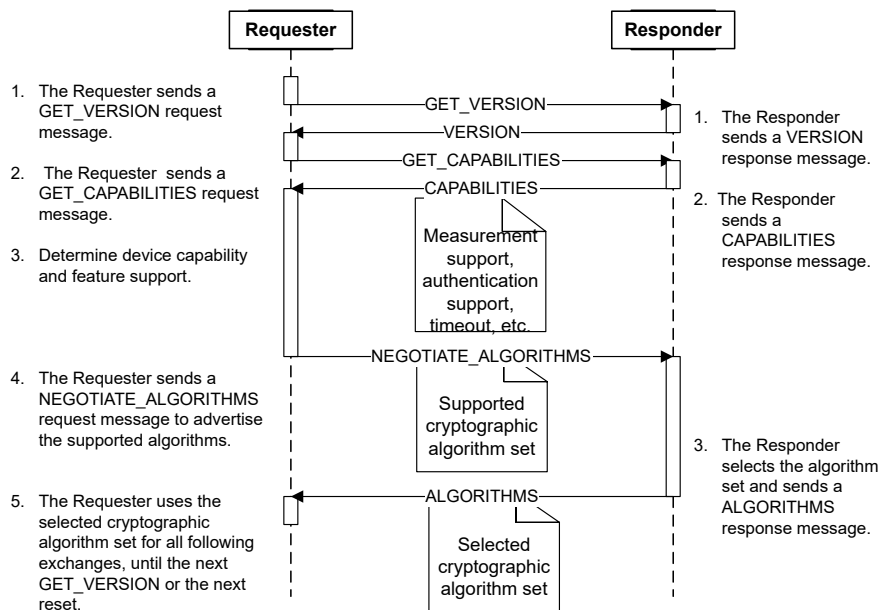 Requester
Responder
1. The Requester sends a
GET_VERSION request
message.
2. The Requester sends a
GET_CAPABILITIES request
message.
3. Determine device capability
and feature support.
4. The Requester sends a
NEGOTIATE_ALGORITHMS
request message to advertise
the supported algorithms.
5. The Requester uses the
selected cryptographic
algorithm set for all following
exchanges, until the next
GET_VERSION or the next
reset.
GET_VERSION
VERSION
GET_CAPABILITIES
CAPABILITIES
Measurement
support,
authentication
support,
timeout, etc.
NEGOTIATE_ALGORITHMS
Supported
cryptographic
algorithm set
ALGORITHMS
Selected
cryptographic
algorithm set
1. The Responder
sends a VERSION
response message.
2. The Responder
sends a
CAPABILITIES
response message.
3. The Responder
selects the algorithm
set and sends a
ALGORITHMS
response message.